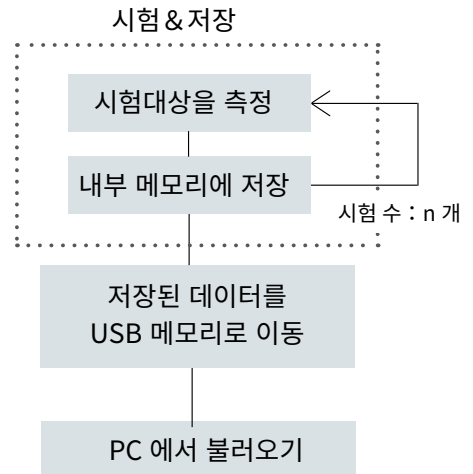 시험＆저장
시험대상을 측정
내부 메모리에 저장
시험 수：n 개
저장된 데이터를
USB 메모리로 이동
PC 에서 불러오기